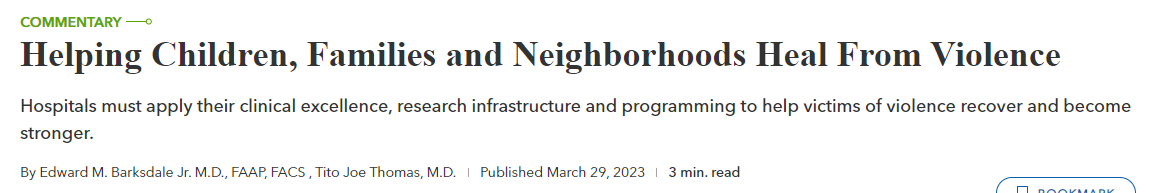 COMMENTARY
Helping Children, Families and Neighborhoods Heal From Violence
Hospitals must apply their clinical excellence, research infrastructure and programming to help victims of violence recover and become
stronger.
By Edward M. Barksdale Jr. M.D., FAAP, FACS , Tito Joe Thomas, M.D. | Published March 29, 2023 | 3 min. read
BOOKMARK